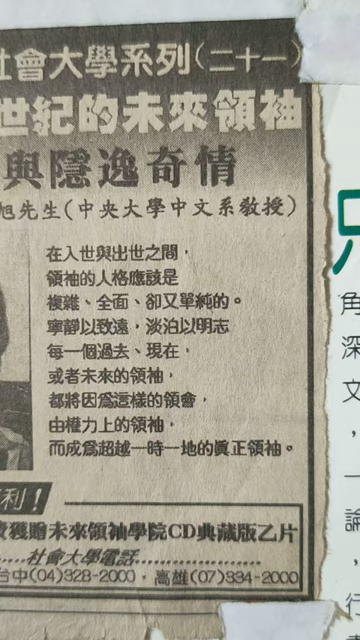 社會大學系列(二十一)
世紀的未來領袖
與隱逸奇情
旭先生(中央大學中文系教授)
在入世與出世之間，
領袖的人格應該是
複雜、全面、卻又單純的。
寧靜以致遠，淡泊以明志
每一個過去、現在，
或者未來的領袖，
都將因為這樣的領會，
由權力上的領袖，
而成為超越一時一地的真正領袖。
利！
獲贈未來領袖學院CD典藏版乙片
社會大學電話
台中(04)328-2000．高雄(07)334-2000
角
深
文
，
一
論
，
行